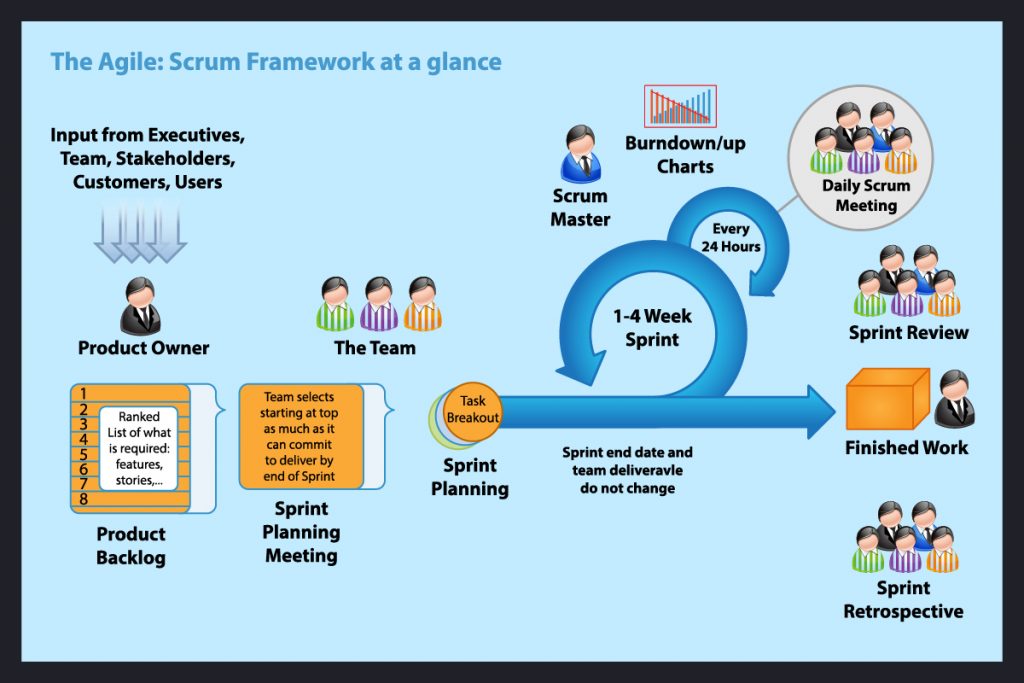 The Agile: Scrum Framework at a glance
Input from Executives,
Team, Stakeholders,
Customers, Users
Product Owner
The Team
Scrum
Master
Burndown/up
Charts
Daily Scrum
Meeting
Every
24 Hours
1-4 Week
Sprint
Sprint Review
1
2
3
4
5
6
7
8
Ranked
List of what
is required:
features,
stories,...
Product
Backlog
Team selects
starting at top
as much as it
can commit
to deliver by
end of Sprint
Sprint
Planning
Meeting
Task
Breakout
Sprint
Planning
Sprint end date and
team deliveravle
do not change
Finished Work
Sprint
Retrospective